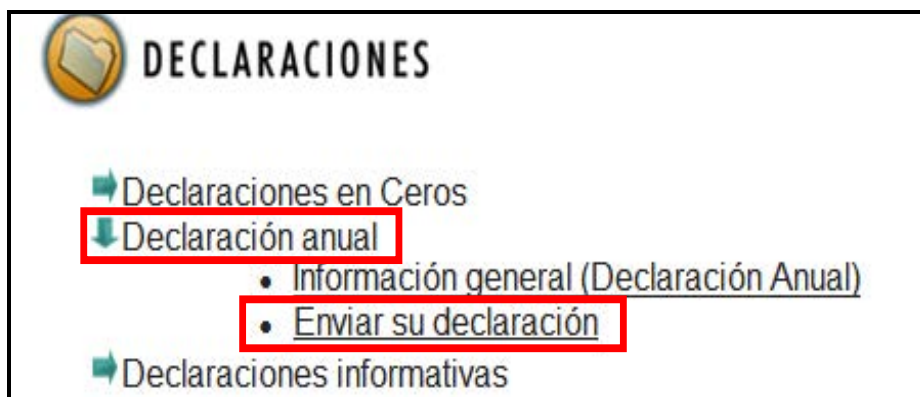 DECLARACIONES
Declaraciones en Ceros
Declaración anual
• Información general (Declaración Anual)
• Enviar su declaración
Declaraciones informativas